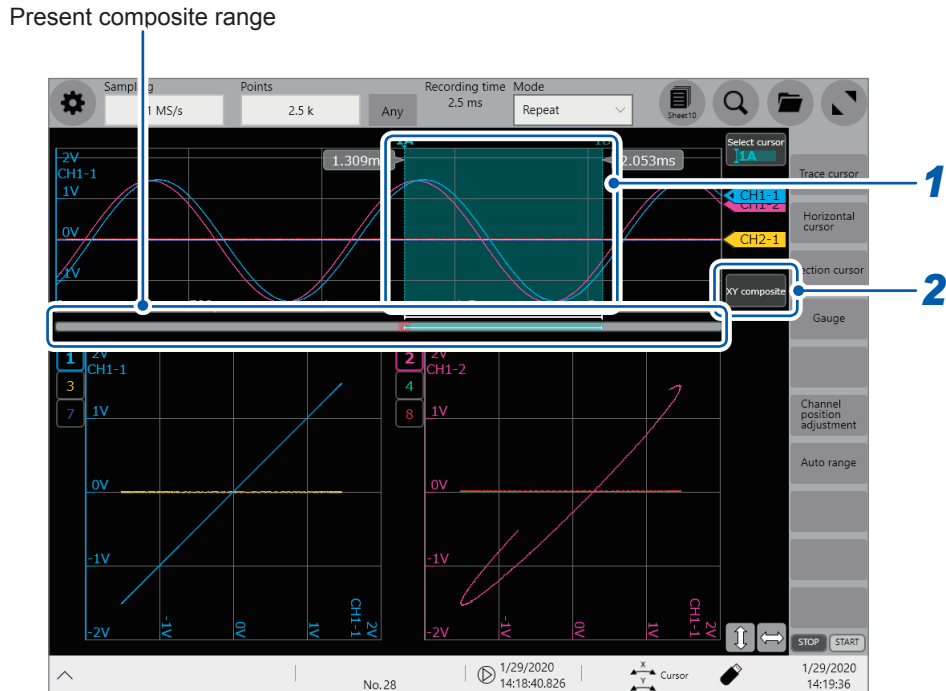 Present composite range
Sampling Points Recording time Mode
1 MS/s 2.5 k Any 2.5 ms Repeat
Sheet10
1A
2V
CH1-1
1V
0V
-1V
1.309m
2.053ms
Select cursor
1A
CH1-1
CH1-2
CH2-1
XY composite
Trace cursor
Horizontal
cursor
ection cursor
Gauge
Channel
position
adjustment
Auto range
1
2
1 2V
CH1-1
3
7
1V
0V
-1V
-2V
-1V
0V
1V
CH1-1
2V
2 2V
CH1-2
4
8
1V
0V
-1V
-2V
-1V
0V
1V
CH1-1
2V
STOP START
No. 28
1/29/2020
14:18:40.826
X
Y
Cursor
1/29/2020
14:19:36